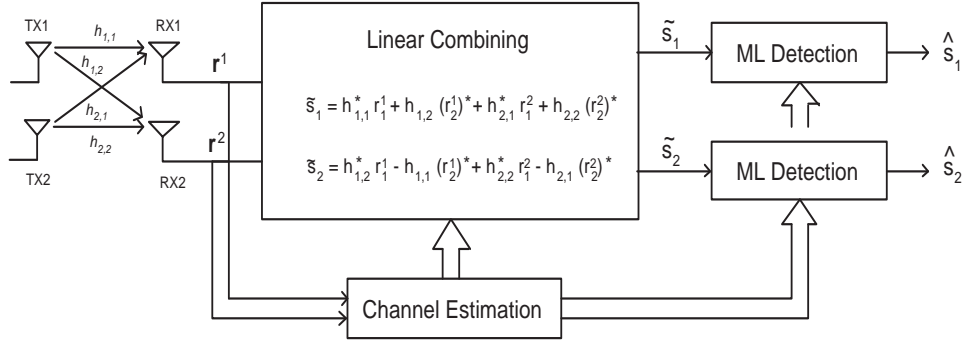 TX1
h1,1
RX1
h1,2
r1
h2,1
r2
h2,2
TX2
RX2
Linear Combining
s̃1 = h*1,1 r11 + h1,2 (r12)* + h*2,1 r21 + h2,2 (r22)*
s̃2 = h*1,2 r11 - h1,1 (r12)* + h*2,2 r21 - h2,1 (r22)*
s̃1
ML Detection
ŝ1
s̃2
ML Detection
ŝ2
Channel Estimation